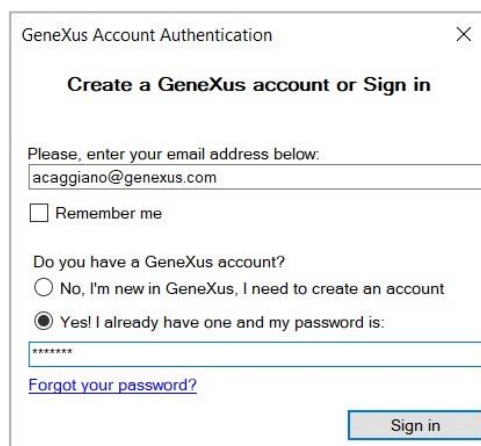 GeneXus Account Authentication
Create a GeneXus account or Sign in
Please, enter your email address below:
acaggiano@genexus.com
Remember me
Do you have a GeneXus account?
No, I'm new in GeneXus, I need to create an account
Yes! I already have one and my password is:
*******
Forgot your password?
Sign in